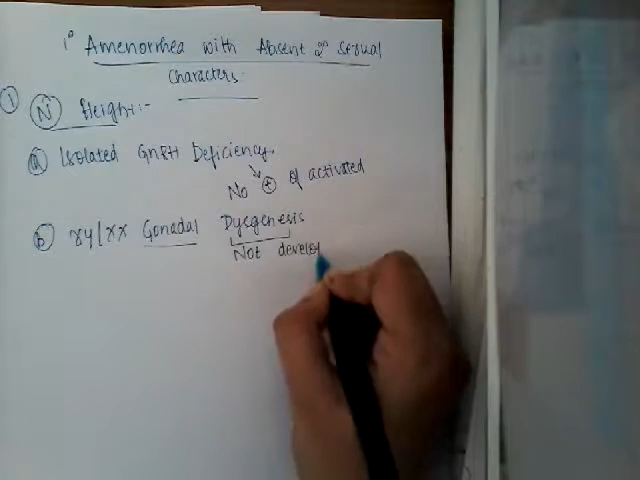 1° Amenorrhea with Absent 2° Sexual
Characters:-
① Ⓝ Height:-
ⓐ Isolated GnRH Deficiency.
↘
No ⊕ of activated
ⓑ xy/xx Gonadal Dysgenesis
Not develop